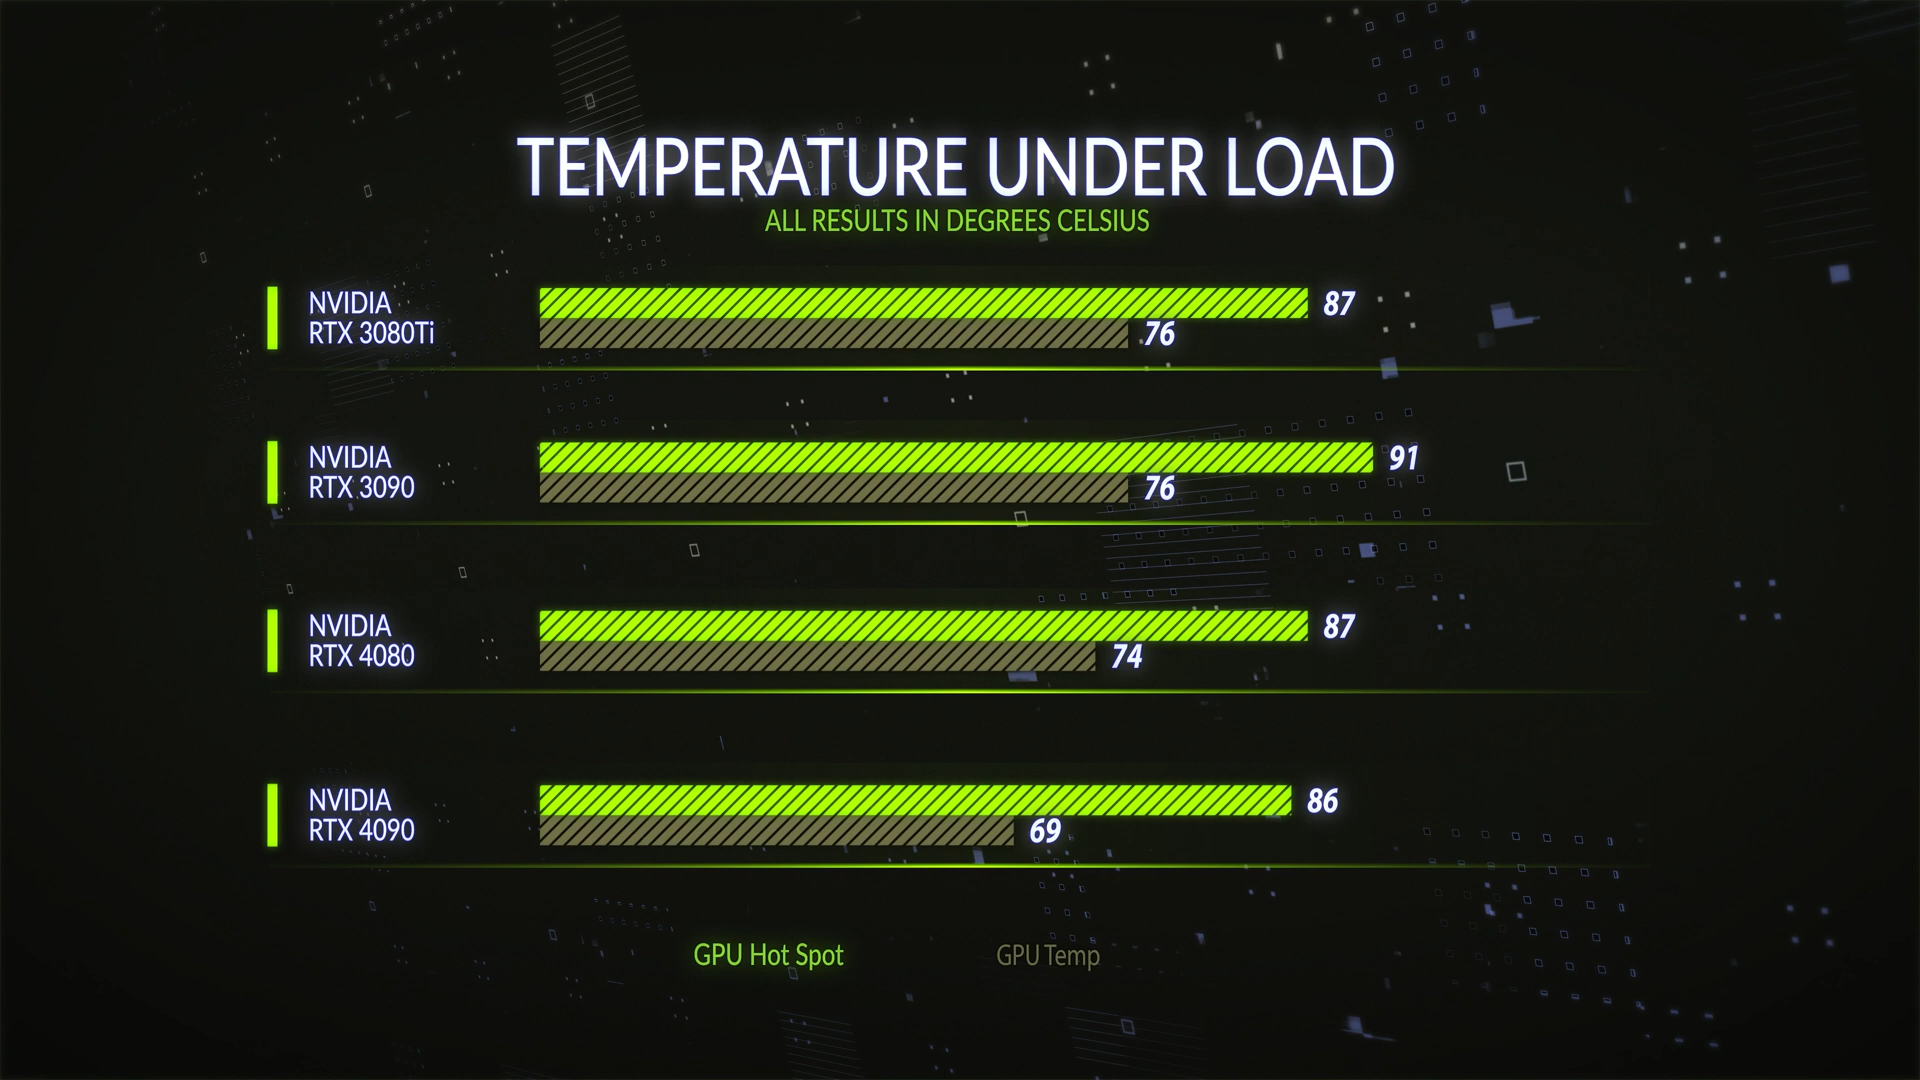 TEMPERATURE UNDER LOAD
ALL RESULTS IN DEGREES CELSIUS
NVIDIA
RTX 3080Ti
87
76
NVIDIA
RTX 3090
91
76
NVIDIA
RTX 4080
87
74
NVIDIA
RTX 4090
86
69
GPU Hot Spot
GPU Temp